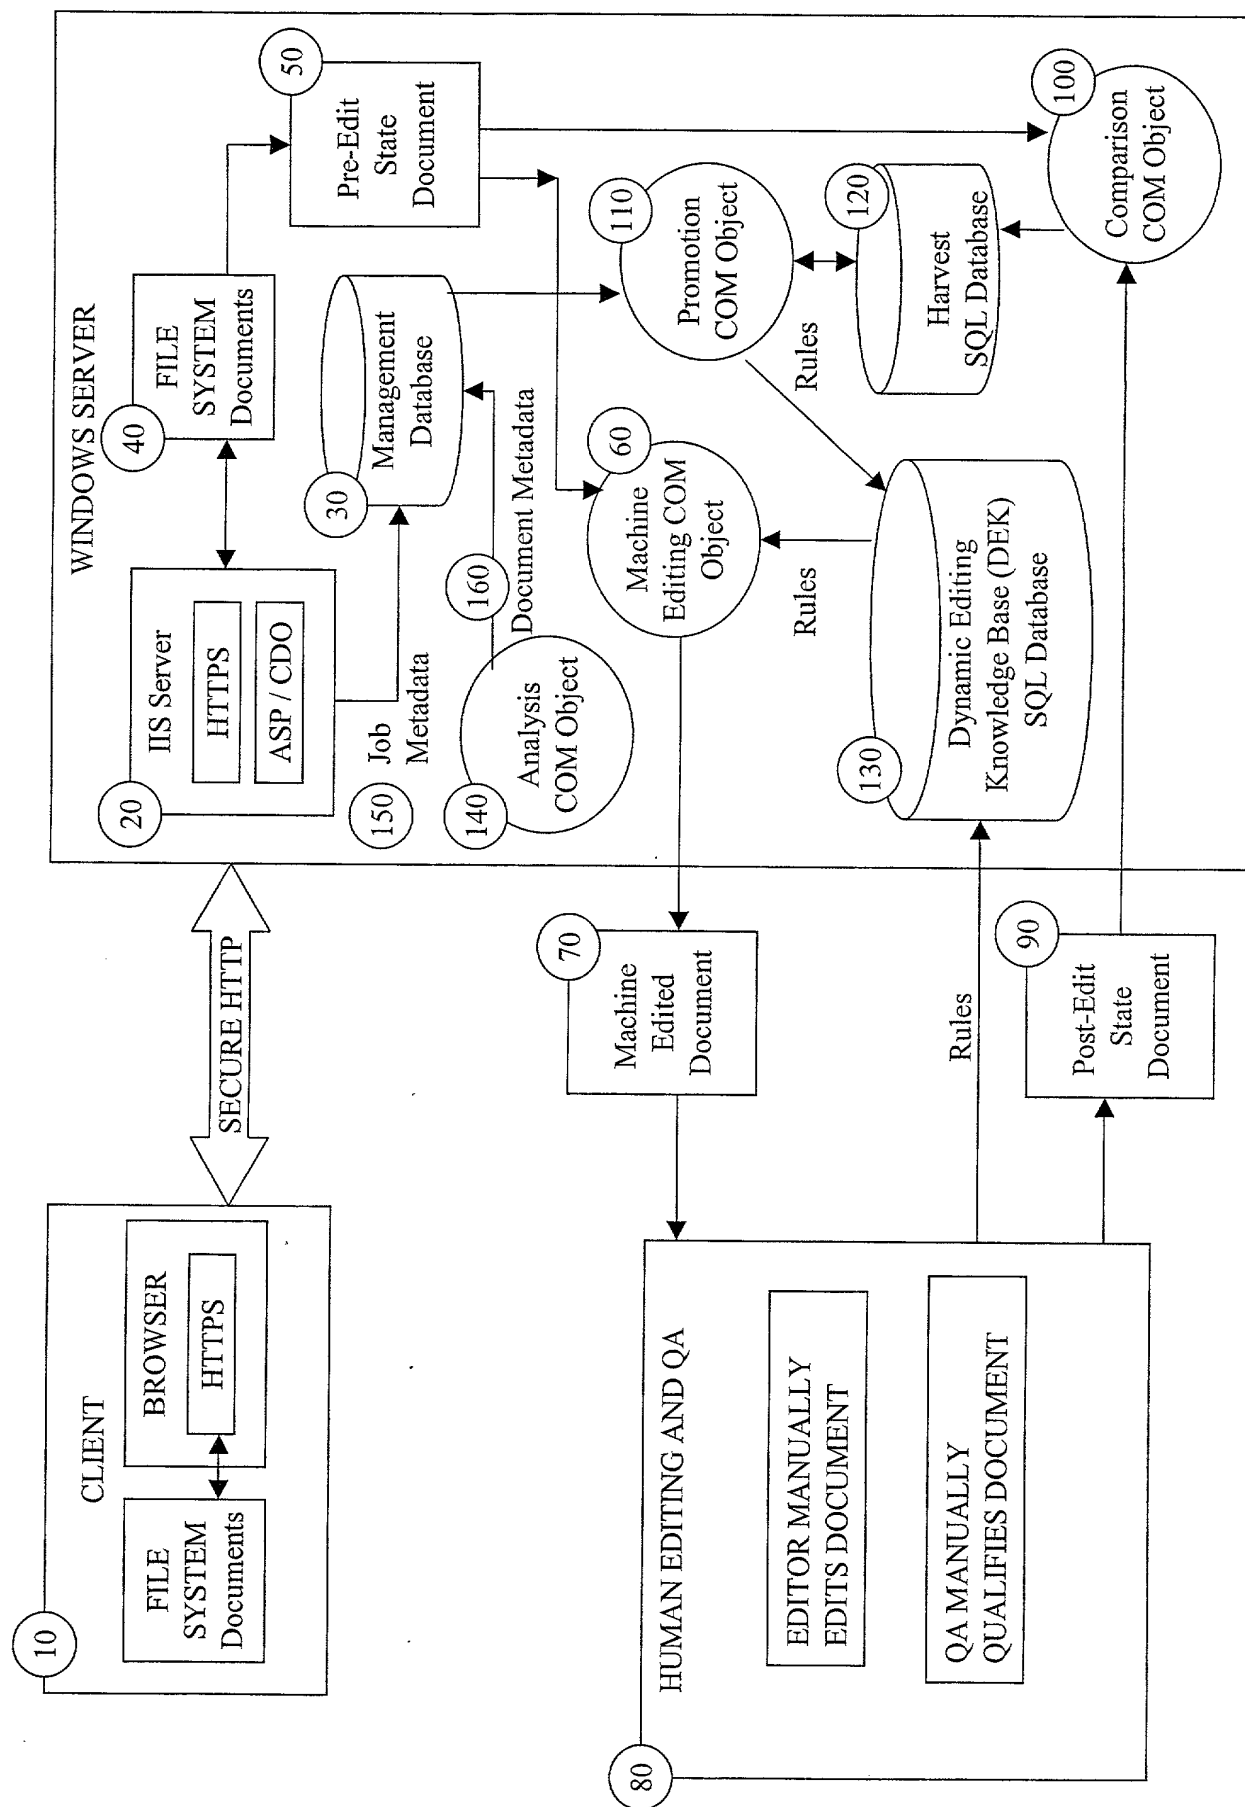 10
CLIENT
FILE
SYSTEM
Documents
BROWSER
HTTPS
SECURE HTTP
WINDOWS SERVER
20
IIS Server
HTTPS
ASP / CDO
40
FILE
SYSTEM
Documents
50
Pre-Edit
State
Document
150
Job
Metadata
30
Management
Database
140
Analysis
COM Object
160
Document Metadata
60
Machine
Editing COM
Object
110
Promotion
COM Object
Rules
Rules
120
Harvest
SQL Database
100
Comparison
COM Object
130
Dynamic Editing
Knowledge Base (DEK)
SQL Database
70
Machine
Edited
Document
80
HUMAN EDITING AND QA
EDITOR MANUALLY
EDITS DOCUMENT
QA MANUALLY
QUALIFIES DOCUMENT
Rules
90
Post-Edit
State
Document